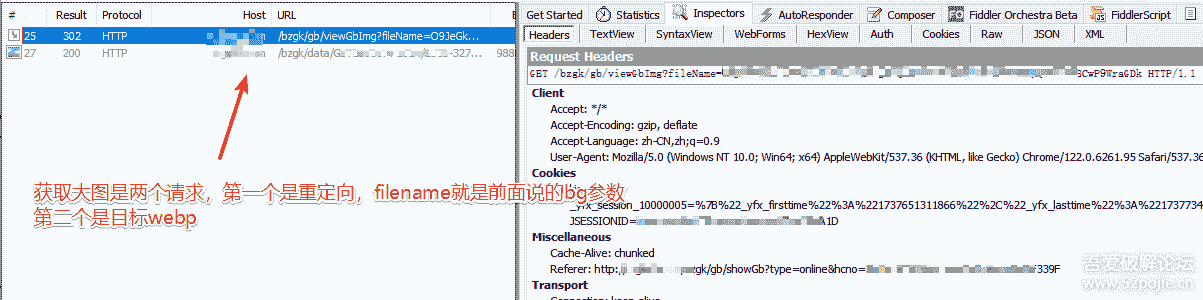 # Result Protocol Host URL
25 302 HTTP /bzgk/gb/viewGbImg?fileName=O9JeGk...
27 200 HTTP /bzgk/data/G
获取大图是两个请求，第一个是重定向，filename就是前面说的bg参数
第二个是目标webp
Get Started Statistics Inspectors AutoResponder Composer Fiddler Orchestra Beta FiddlerScript
Headers TextView SyntaxView WebForms HexView Auth Cookies Raw JSON XML
Request Headers
GET /bzgk/gb/viewGbImg?fileName= HTTP/1.1
Client
Accept: */*
Accept-Encoding: gzip, deflate
Accept-Language: zh-CN,zh;q=0.9
User-Agent: Mozilla/5.0 (Windows NT 10.0; Win64; x64) AppleWebKit/537.36 (KHTML, like Gecko) Chrome/122.0.6261.95 Safari/537.36
Cookies
_yfx_session_10000005=%7B%22_yfx_firsttime%22%3A%221737651311866%22%2C%22_yfx_lasttime%22%3A%221737734
JSESSIONID=
Miscellaneous
Cache-Alive: chunked
Referer: http:/ gk/gb/showGb?type=online&hcno= 339F
Transport
吾爱破解论坛
www.52pojie.cn